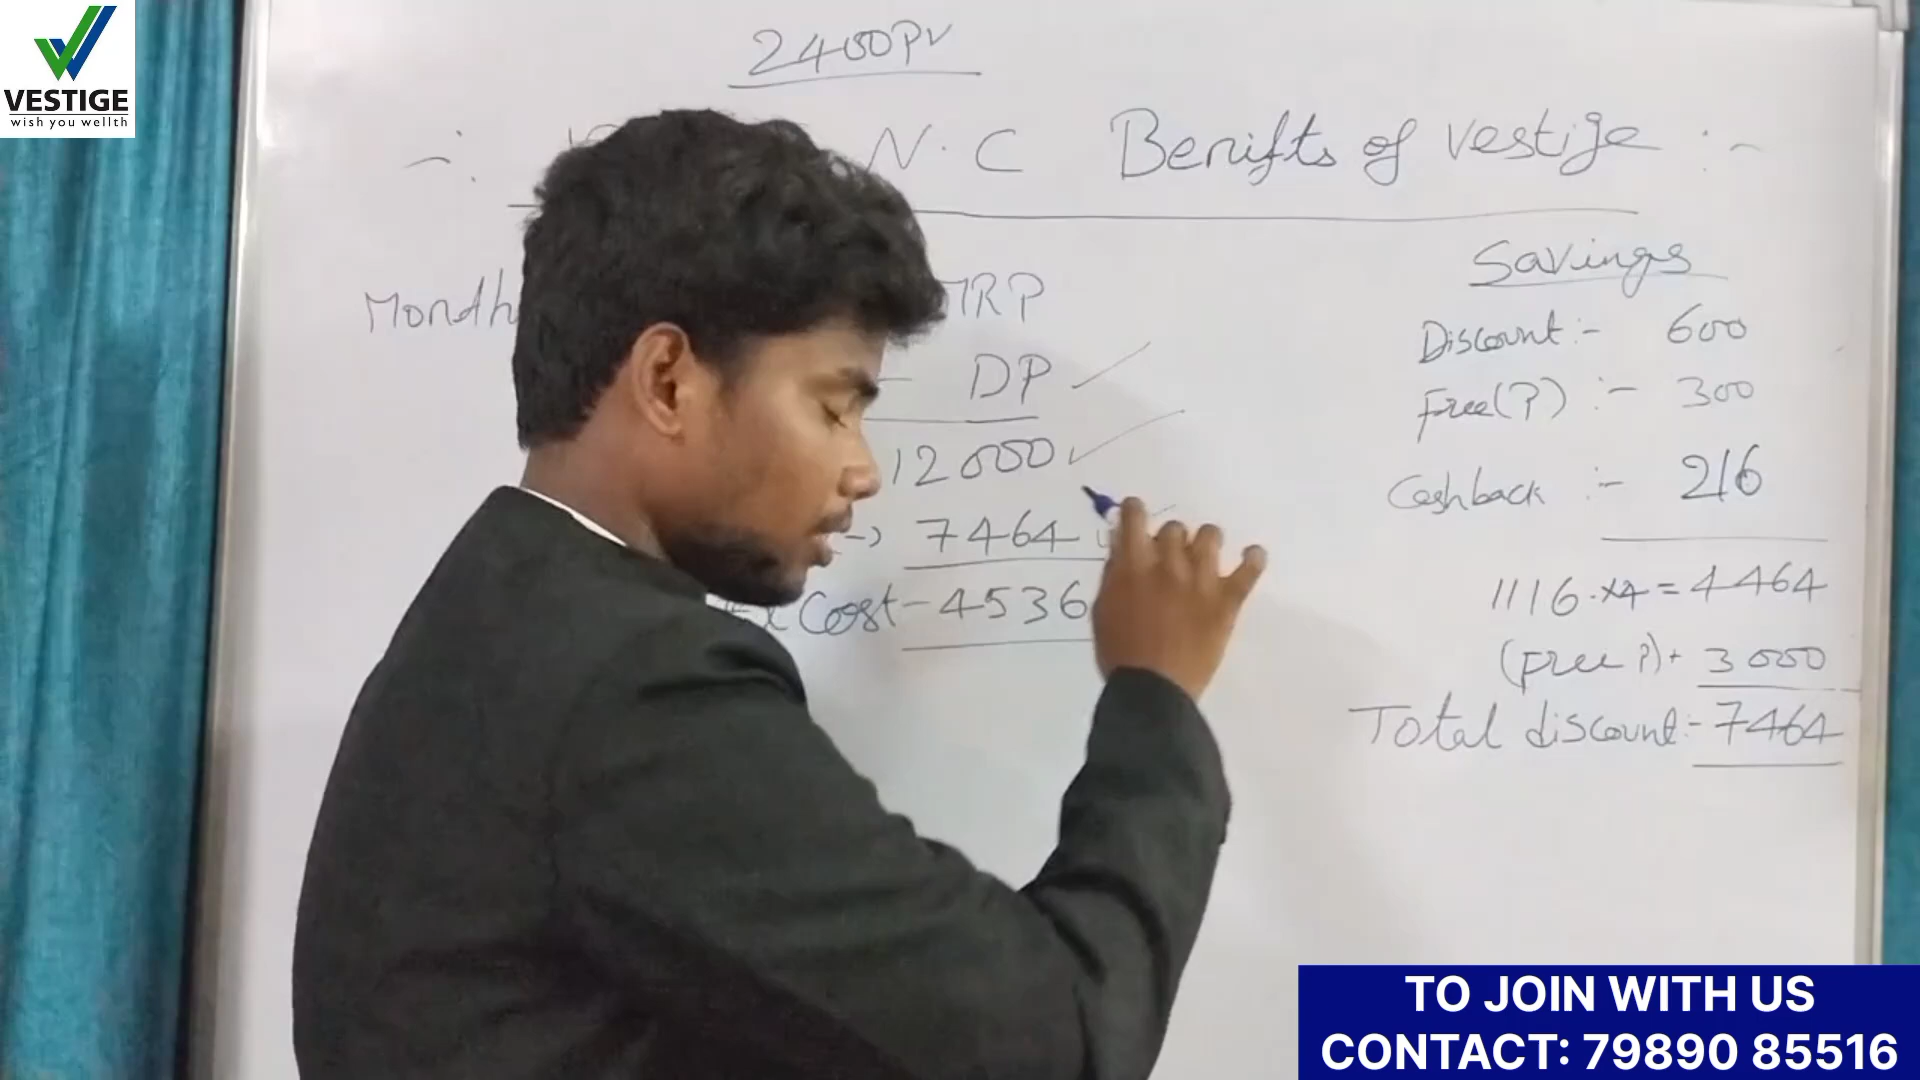 VESTIGE
wish you wellth
2400PV
N.C Benifts of vestige :-
Month
MRP
DP
12000
7464
Cost - 4536
Savings
Discount :- 600
Free(P) :- 300
Cashback :- 216
1116 x4 = 4464
(free P)+ 3000
Total discount:- 7464
TO JOIN WITH US
CONTACT: 79890 85516